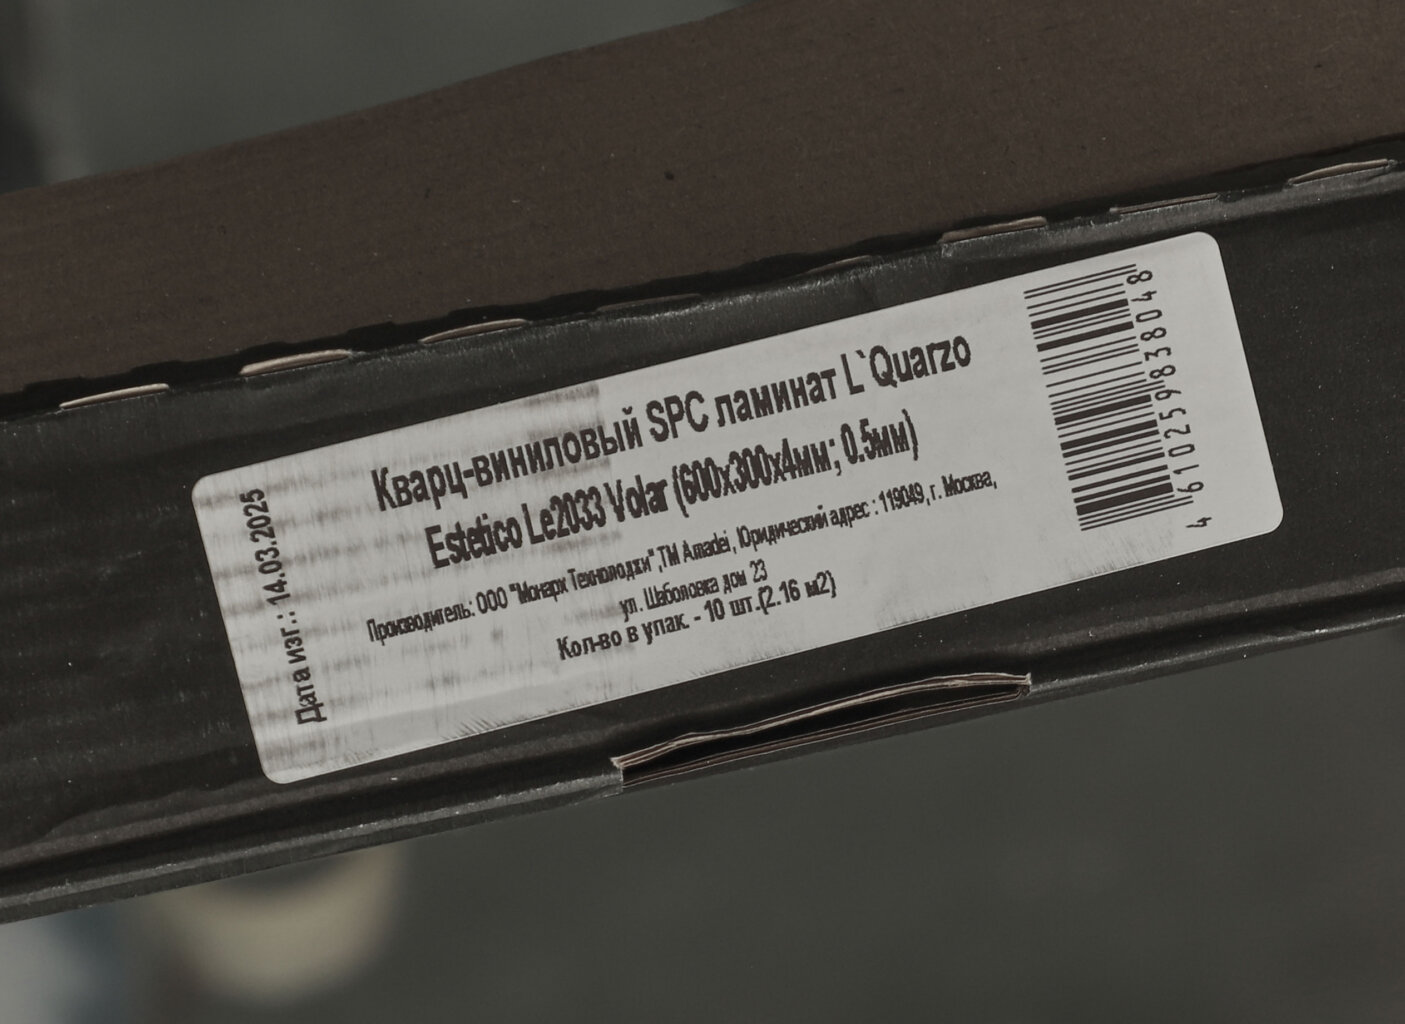 Кварц-виниловый SPC ламинат L`Quarzo
Estetico Le2033 Volar (600x300x4мм; 0.5мм)
Производитель: ООО "Монарх Технолоджи",TM Amadei, Юридический адрес : 119049, г. Москва,
ул. Шаболовка дом 23
Кол-во в упак. - 10 шт.(2.16 м2)
Дата изг.: 14.03.2025
4 610259 838048